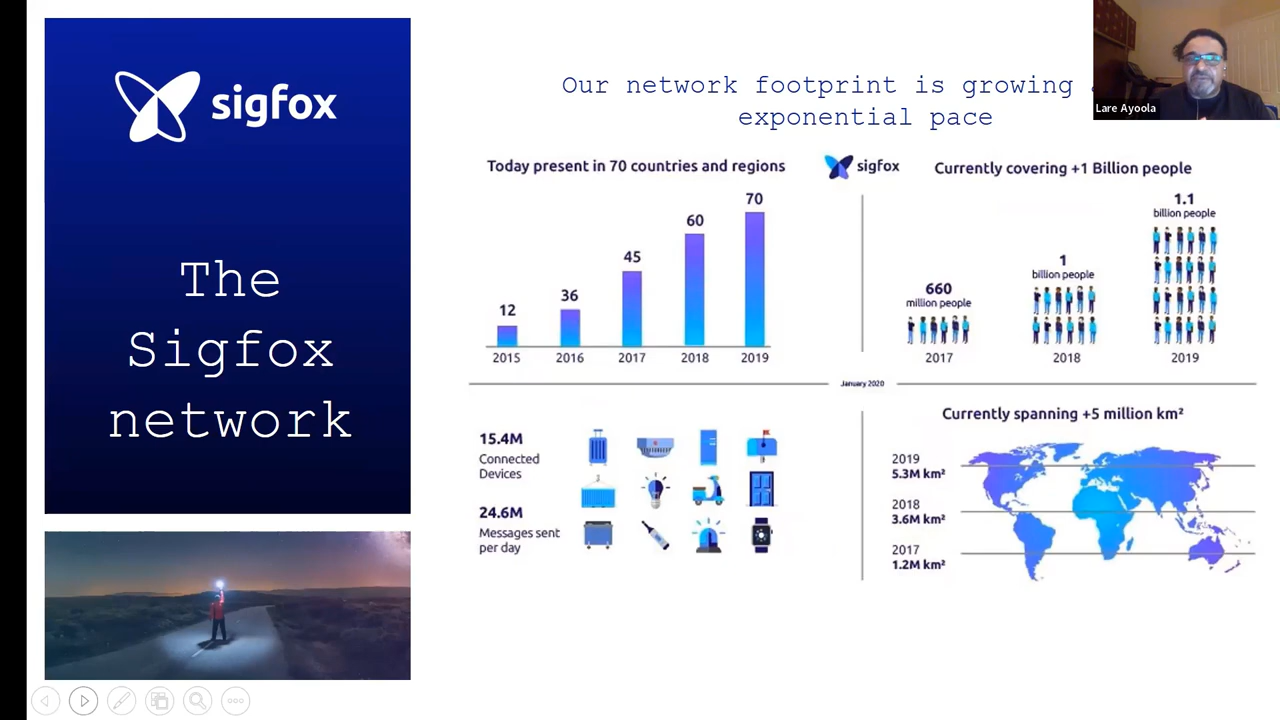 sigfox
The
Sigfox
network
Our network footprint is growing
exponential pace
Lare Ayoola
Today present in 70 countries and regions
12
36
45
60
70
2015
2016
2017
2018
2019
sigfox
Currently covering +1 Billion people
660
million people
1
billion people
1.1
billion people
2017
2018
2019
January 2020
15.4M
Connected
Devices
24.6M
Messages sent
per day
Currently spanning +5 million km²
2019
5.3M km²
2018
3.6M km²
2017
1.2M km²